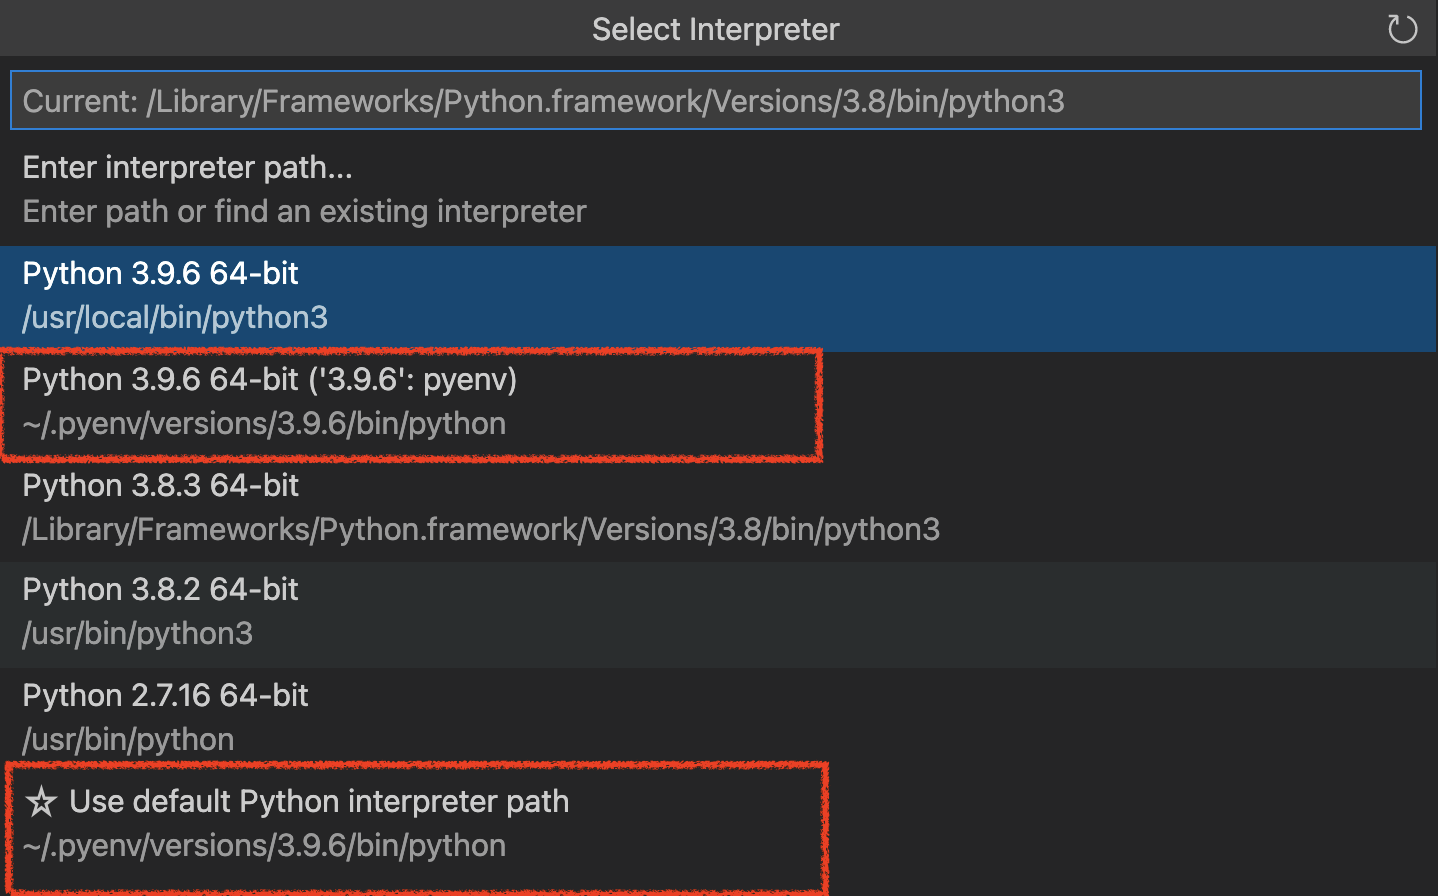 Select Interpreter
Current: /Library/Frameworks/Python.framework/Versions/3.8/bin/python3
Enter interpreter path...
Enter path or find an existing interpreter
Python 3.9.6 64-bit
/usr/local/bin/python3
Python 3.9.6 64-bit ('3.9.6': pyenv)
~/.pyenv/versions/3.9.6/bin/python
Python 3.8.3 64-bit
/Library/Frameworks/Python.framework/Versions/3.8/bin/python3
Python 3.8.2 64-bit
/usr/bin/python3
Python 2.7.16 64-bit
/usr/bin/python
☆ Use default Python interpreter path
~/.pyenv/versions/3.9.6/bin/python